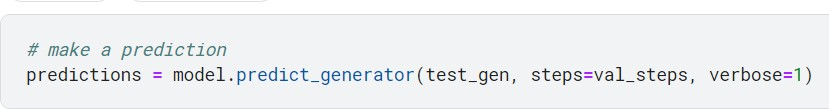 # make a prediction
predictions = model.predict_generator(test_gen, steps=val_steps, verbose=1)